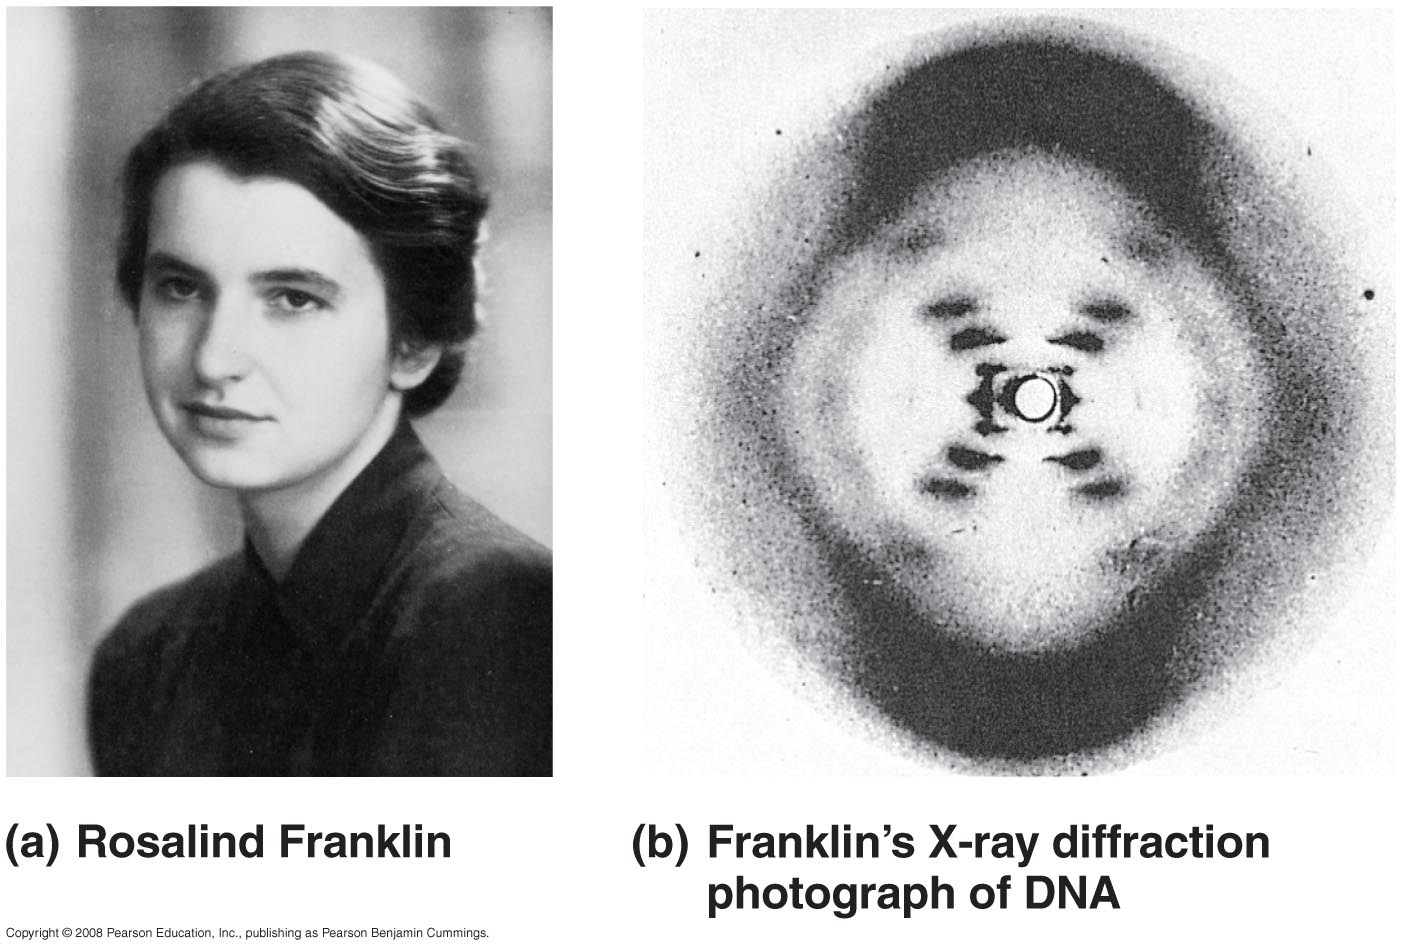 (a) Rosalind Franklin
(b) Franklin’s X-ray diffraction
photograph of DNA
Copyright © 2008 Pearson Education, Inc., publishing as Pearson Benjamin Cummings.